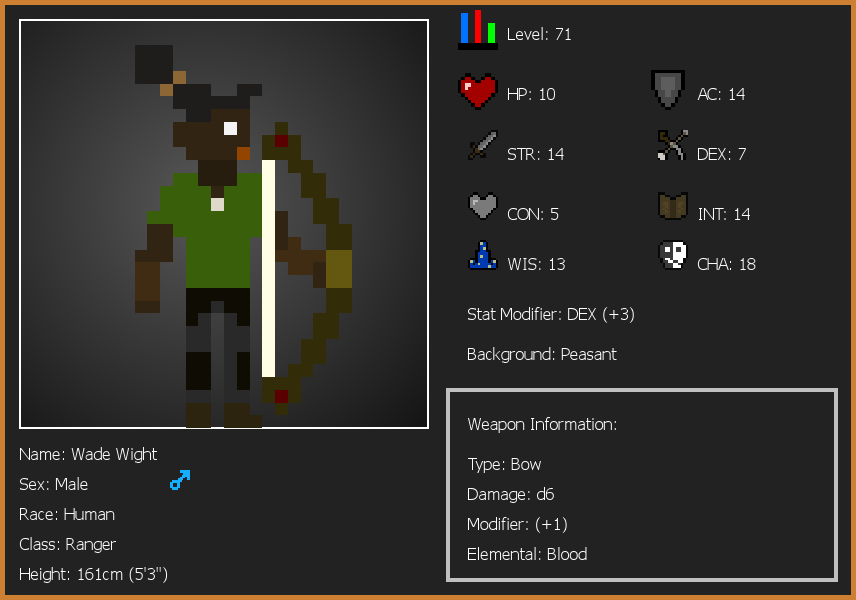 Level: 71
HP: 10
AC: 14
STR: 14
DEX: 7
CON: 5
INT: 14
WIS: 13
CHA: 18
Stat Modifier: DEX (+3)
Background: Peasant
Weapon Information:
Type: Bow
Damage: d6
Modifier: (+1)
Elemental: Blood
Name: Wade Wight
Sex: Male
Race: Human
Class: Ranger
Height: 161cm (5'3")